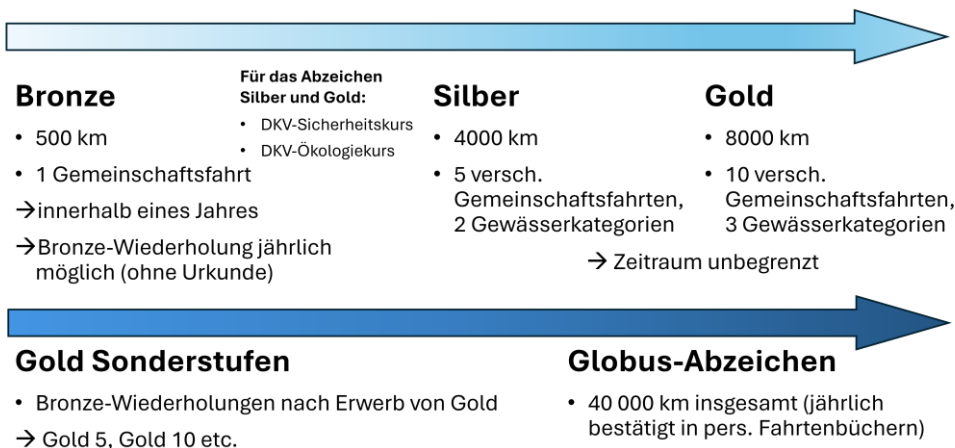 Bronze
• 500 km
• 1 Gemeinschaftsfahrt
→innerhalb eines Jahres
→Bronze-Wiederholung jährlich
möglich (ohne Urkunde)
Für das Abzeichen
Silber und Gold:
• DKV-Sicherheitskurs
• DKV-Ökologiekurs
Silber
• 4000 km
• 5 versch.
Gemeinschaftsfahrten,
2 Gewässerkategorien
Gold
• 8000 km
• 10 versch.
Gemeinschaftsfahrten,
3 Gewässerkategorien
→ Zeitraum unbegrenzt
Gold Sonderstufen
• Bronze-Wiederholungen nach Erwerb von Gold
→ Gold 5, Gold 10 etc.
Globus-Abzeichen
• 40 000 km insgesamt (jährlich
bestätigt in pers. Fahrtenbüchern)